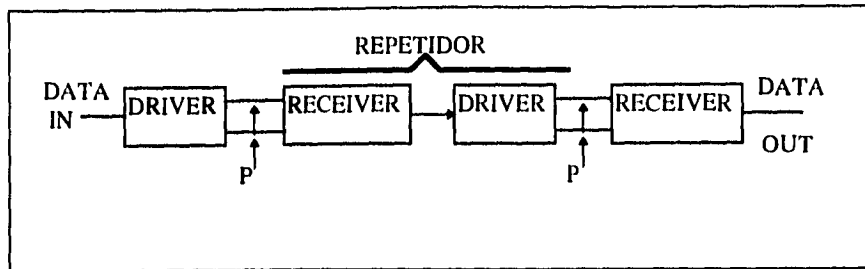 REPETIDOR
DATA
IN
DRIVER
RECEIVER
DRIVER
RECEIVER
DATA
OUT
P
P